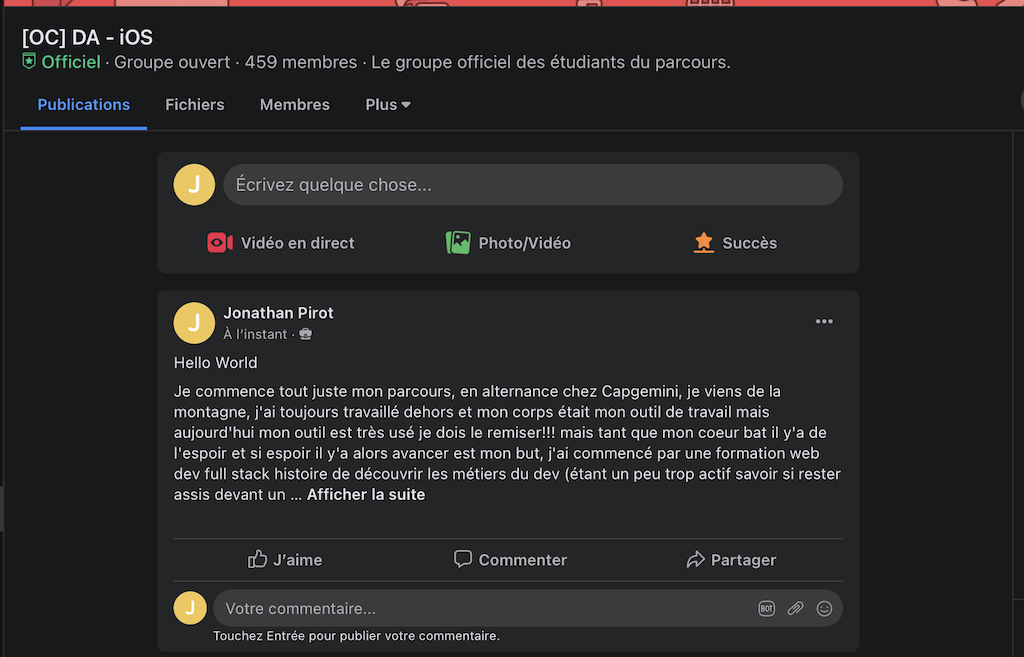 [OC] DA - iOS
Officiel · Groupe ouvert · 459 membres · Le groupe officiel des étudiants du parcours.
Publications Fichiers Membres Plus
J Écrivez quelque chose...
Vidéo en direct Photo/Vidéo Succès
J Jonathan Pirot
À l'instant ·
Hello World
Je commence tout juste mon parcours, en alternance chez Capgemini, je viens de la
montagne, j'ai toujours travaillé dehors et mon corps était mon outil de travail mais
aujourd'hui mon outil est très usé je dois le remiser!!! mais tant que mon coeur bat il y'a de
l'espoir et si espoir il y'a alors avancer est mon but, j'ai commencé par une formation web
dev full stack histoire de découvrir les métiers du dev (étant un peu trop actif savoir si rester
assis devant un ... Afficher la suite
J'aime Commenter Partager
J Votre commentaire... BOT
Touchez Entrée pour publier votre commentaire.